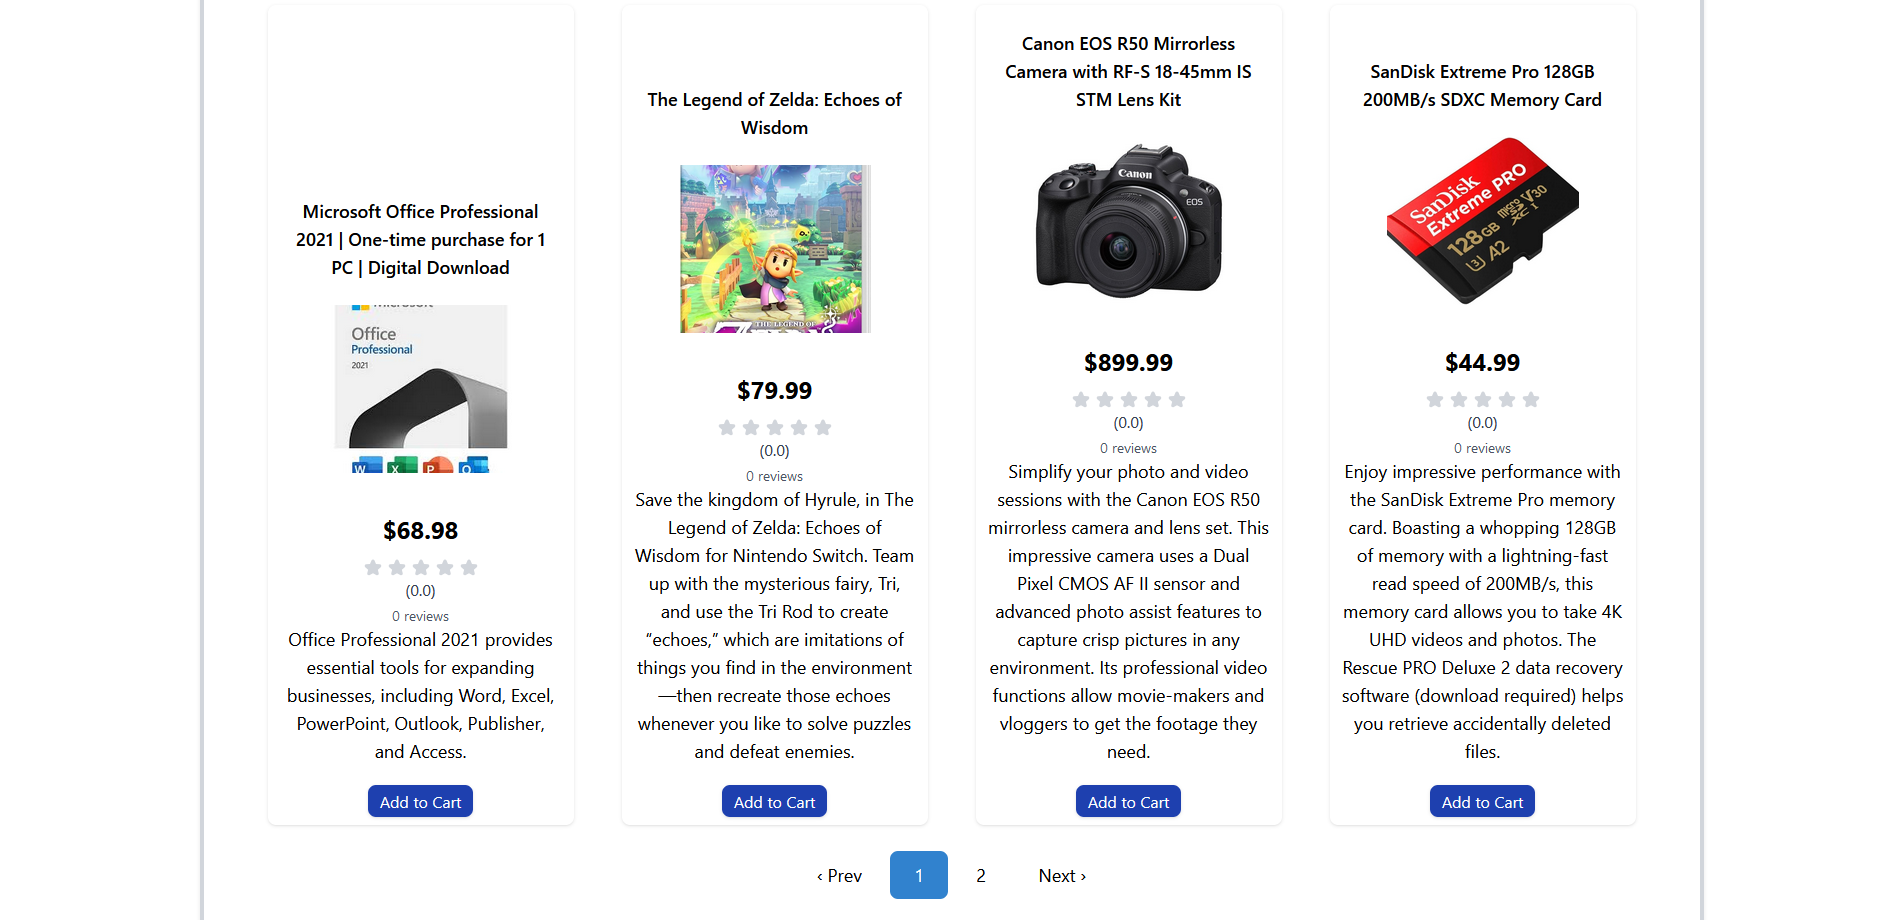 Microsoft Office Professional
2021 | One-time purchase for 1
PC | Digital Download
Office
Professional
2021
W X P O
$68.98
(0.0)
0 reviews
Office Professional 2021 provides
essential tools for expanding
businesses, including Word, Excel,
PowerPoint, Outlook, Publisher,
and Access.
Add to Cart
The Legend of Zelda: Echoes of
Wisdom
THE LEGEND OF
$79.99
(0.0)
0 reviews
Save the kingdom of Hyrule, in The
Legend of Zelda: Echoes of
Wisdom for Nintendo Switch. Team
up with the mysterious fairy, Tri,
and use the Tri Rod to create
“echoes,” which are imitations of
things you find in the environment
—then recreate those echoes
whenever you like to solve puzzles
and defeat enemies.
Add to Cart
Canon EOS R50 Mirrorless
Camera with RF-S 18-45mm IS
STM Lens Kit
Canon
EOS
$899.99
(0.0)
0 reviews
Simplify your photo and video
sessions with the Canon EOS R50
mirrorless camera and lens set. This
impressive camera uses a Dual
Pixel CMOS AF II sensor and
advanced photo assist features to
capture crisp pictures in any
environment. Its professional video
functions allow movie-makers and
vloggers to get the footage they
need.
Add to Cart
SanDisk Extreme Pro 128GB
200MB/s SDXC Memory Card
SanDisk
Extreme PRO
128GB
micro SD XC I V30
U3 A2
$44.99
(0.0)
0 reviews
Enjoy impressive performance with
the SanDisk Extreme Pro memory
card. Boasting a whopping 128GB
of memory with a lightning-fast
read speed of 200MB/s, this
memory card allows you to take 4K
UHD videos and photos. The
Rescue PRO Deluxe 2 data recovery
software (download required) helps
you retrieve accidentally deleted
files.
Add to Cart
‹ Prev 1 2 Next ›